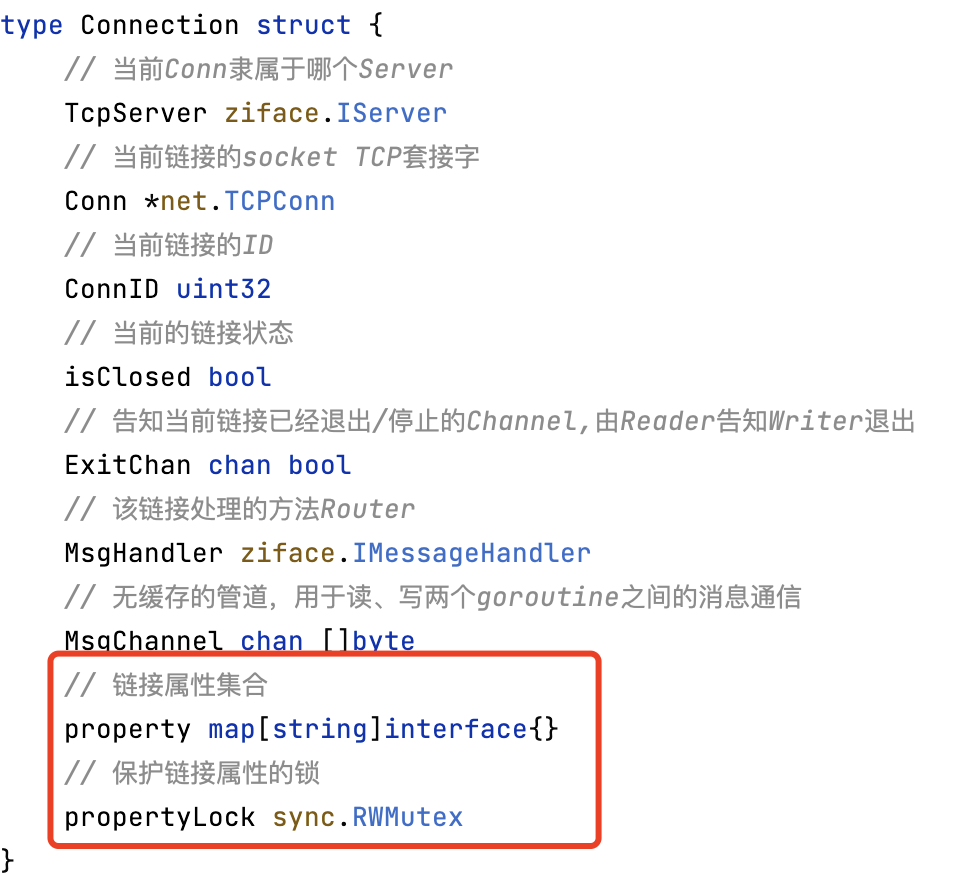 type Connection struct {
// 当前Conn隶属于哪个Server
TcpServer ziface.IServer
// 当前链接的socket TCP套接字
Conn *net.TCPConn
// 当前链接的ID
ConnID uint32
// 当前的链接状态
isClosed bool
// 告知当前链接已经退出/停止的Channel,由Reader告知Writer退出
ExitChan chan bool
// 该链接处理的方法Router
MsgHandler ziface.IMessageHandler
// 无缓存的管道，用于读、写两个goroutine之间的消息通信
MsgChannel chan []byte
// 链接属性集合
property map[string]interface{}
// 保护链接属性的锁
propertyLock sync.RWMutex
}